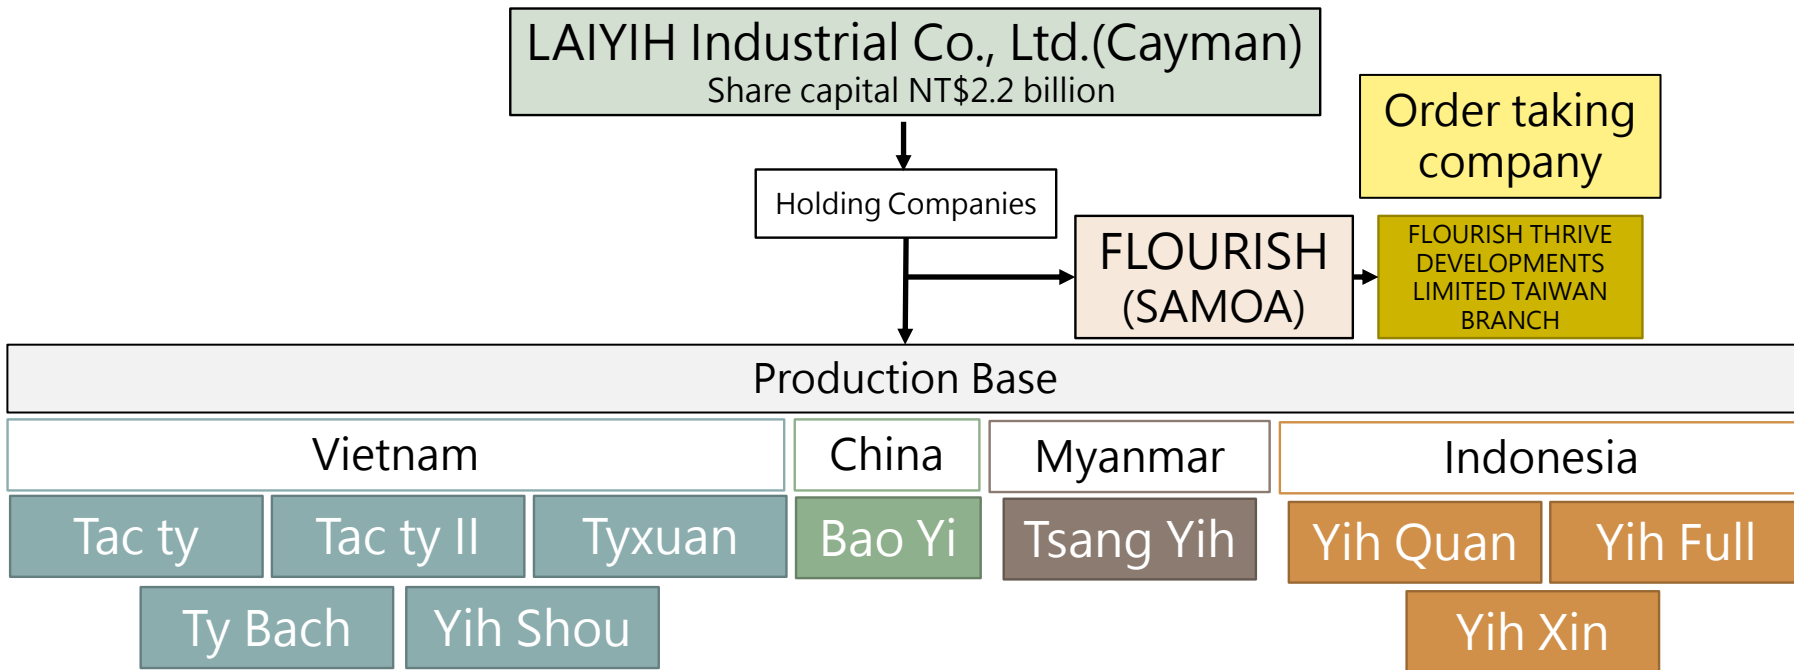 LAIYIH Industrial Co., Ltd.(Cayman)
Share capital NT$2.2 billion
Order taking
company
Holding Companies
FLOURISH
(SAMOA)
FLOURISH THRIVE
DEVELOPMENTS
LIMITED TAIWAN
BRANCH
Production Base
Vietnam
China
Myanmar
Indonesia
Tac ty
Tac ty II
Tyxuan
Bao Yi
Tsang Yih
Yih Quan
Yih Full
Ty Bach
Yih Shou
Yih Xin